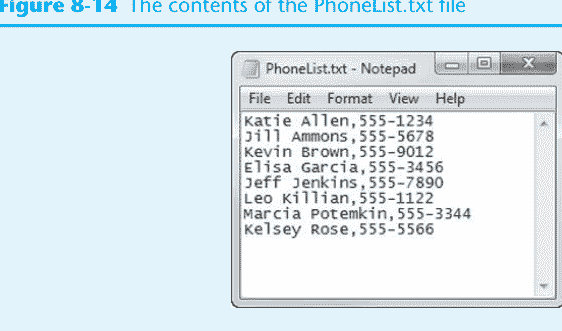 Figure 8-14 The contents of the PhoneList.txt file
PhoneList.txt - Notepad
File Edit Format View Help
Katie Allen,555-1234
Jill Ammons,555-5678
Kevin Brown,555-9012
Elisa Garcia,555-3456
Jeff Jenkins,555-7890
Leo Killian,555-1122
Marcia Potemkin,555-3344
Kelsey Rose,555-5566